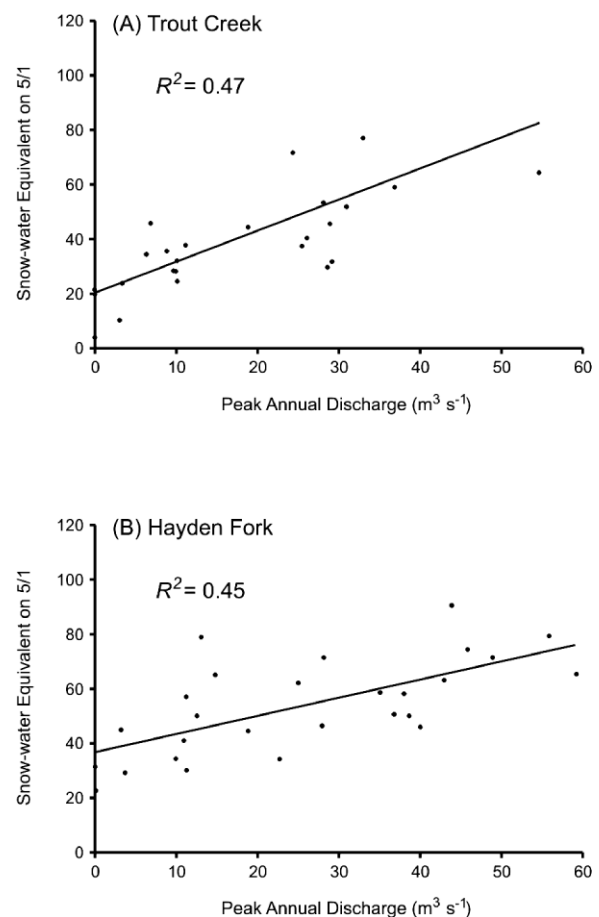 (A) Trout Creek
R² = 0.47
120
100
80
60
40
20
0
Snow-water Equivalent on 5/1
0 10 20 30 40 50 60
Peak Annual Discharge (m³ s⁻¹)
(B) Hayden Fork
R² = 0.45
120
100
80
60
40
20
0
Snow-water Equivalent on 5/1
0 10 20 30 40 50 60
Peak Annual Discharge (m³ s⁻¹)